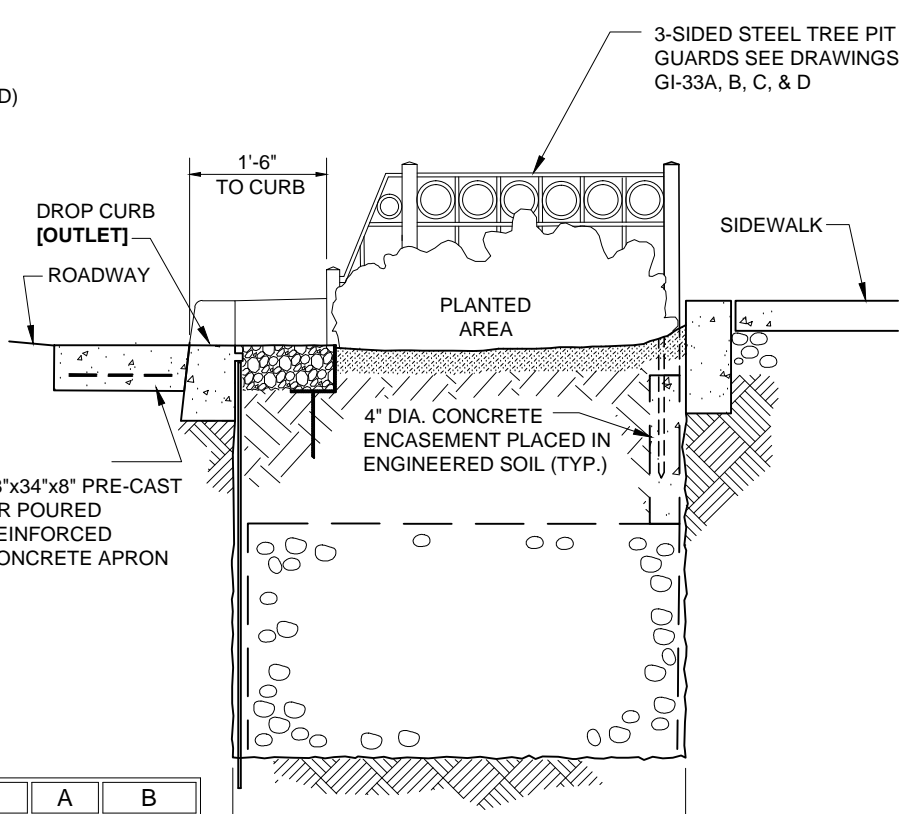 3-SIDED STEEL TREE PIT
GUARDS SEE DRAWINGS
GI-33A, B, C, & D
D)
1'-6"
TO CURB
DROP CURB
[OUTLET]
ROADWAY
SIDEWALK
PLANTED
AREA
4" DIA. CONCRETE
ENCASEMENT PLACED IN
ENGINEERED SOIL (TYP.)
"x34"x8" PRE-CAST
R POURED
EINFORCED
ONCRETE APRON
A B